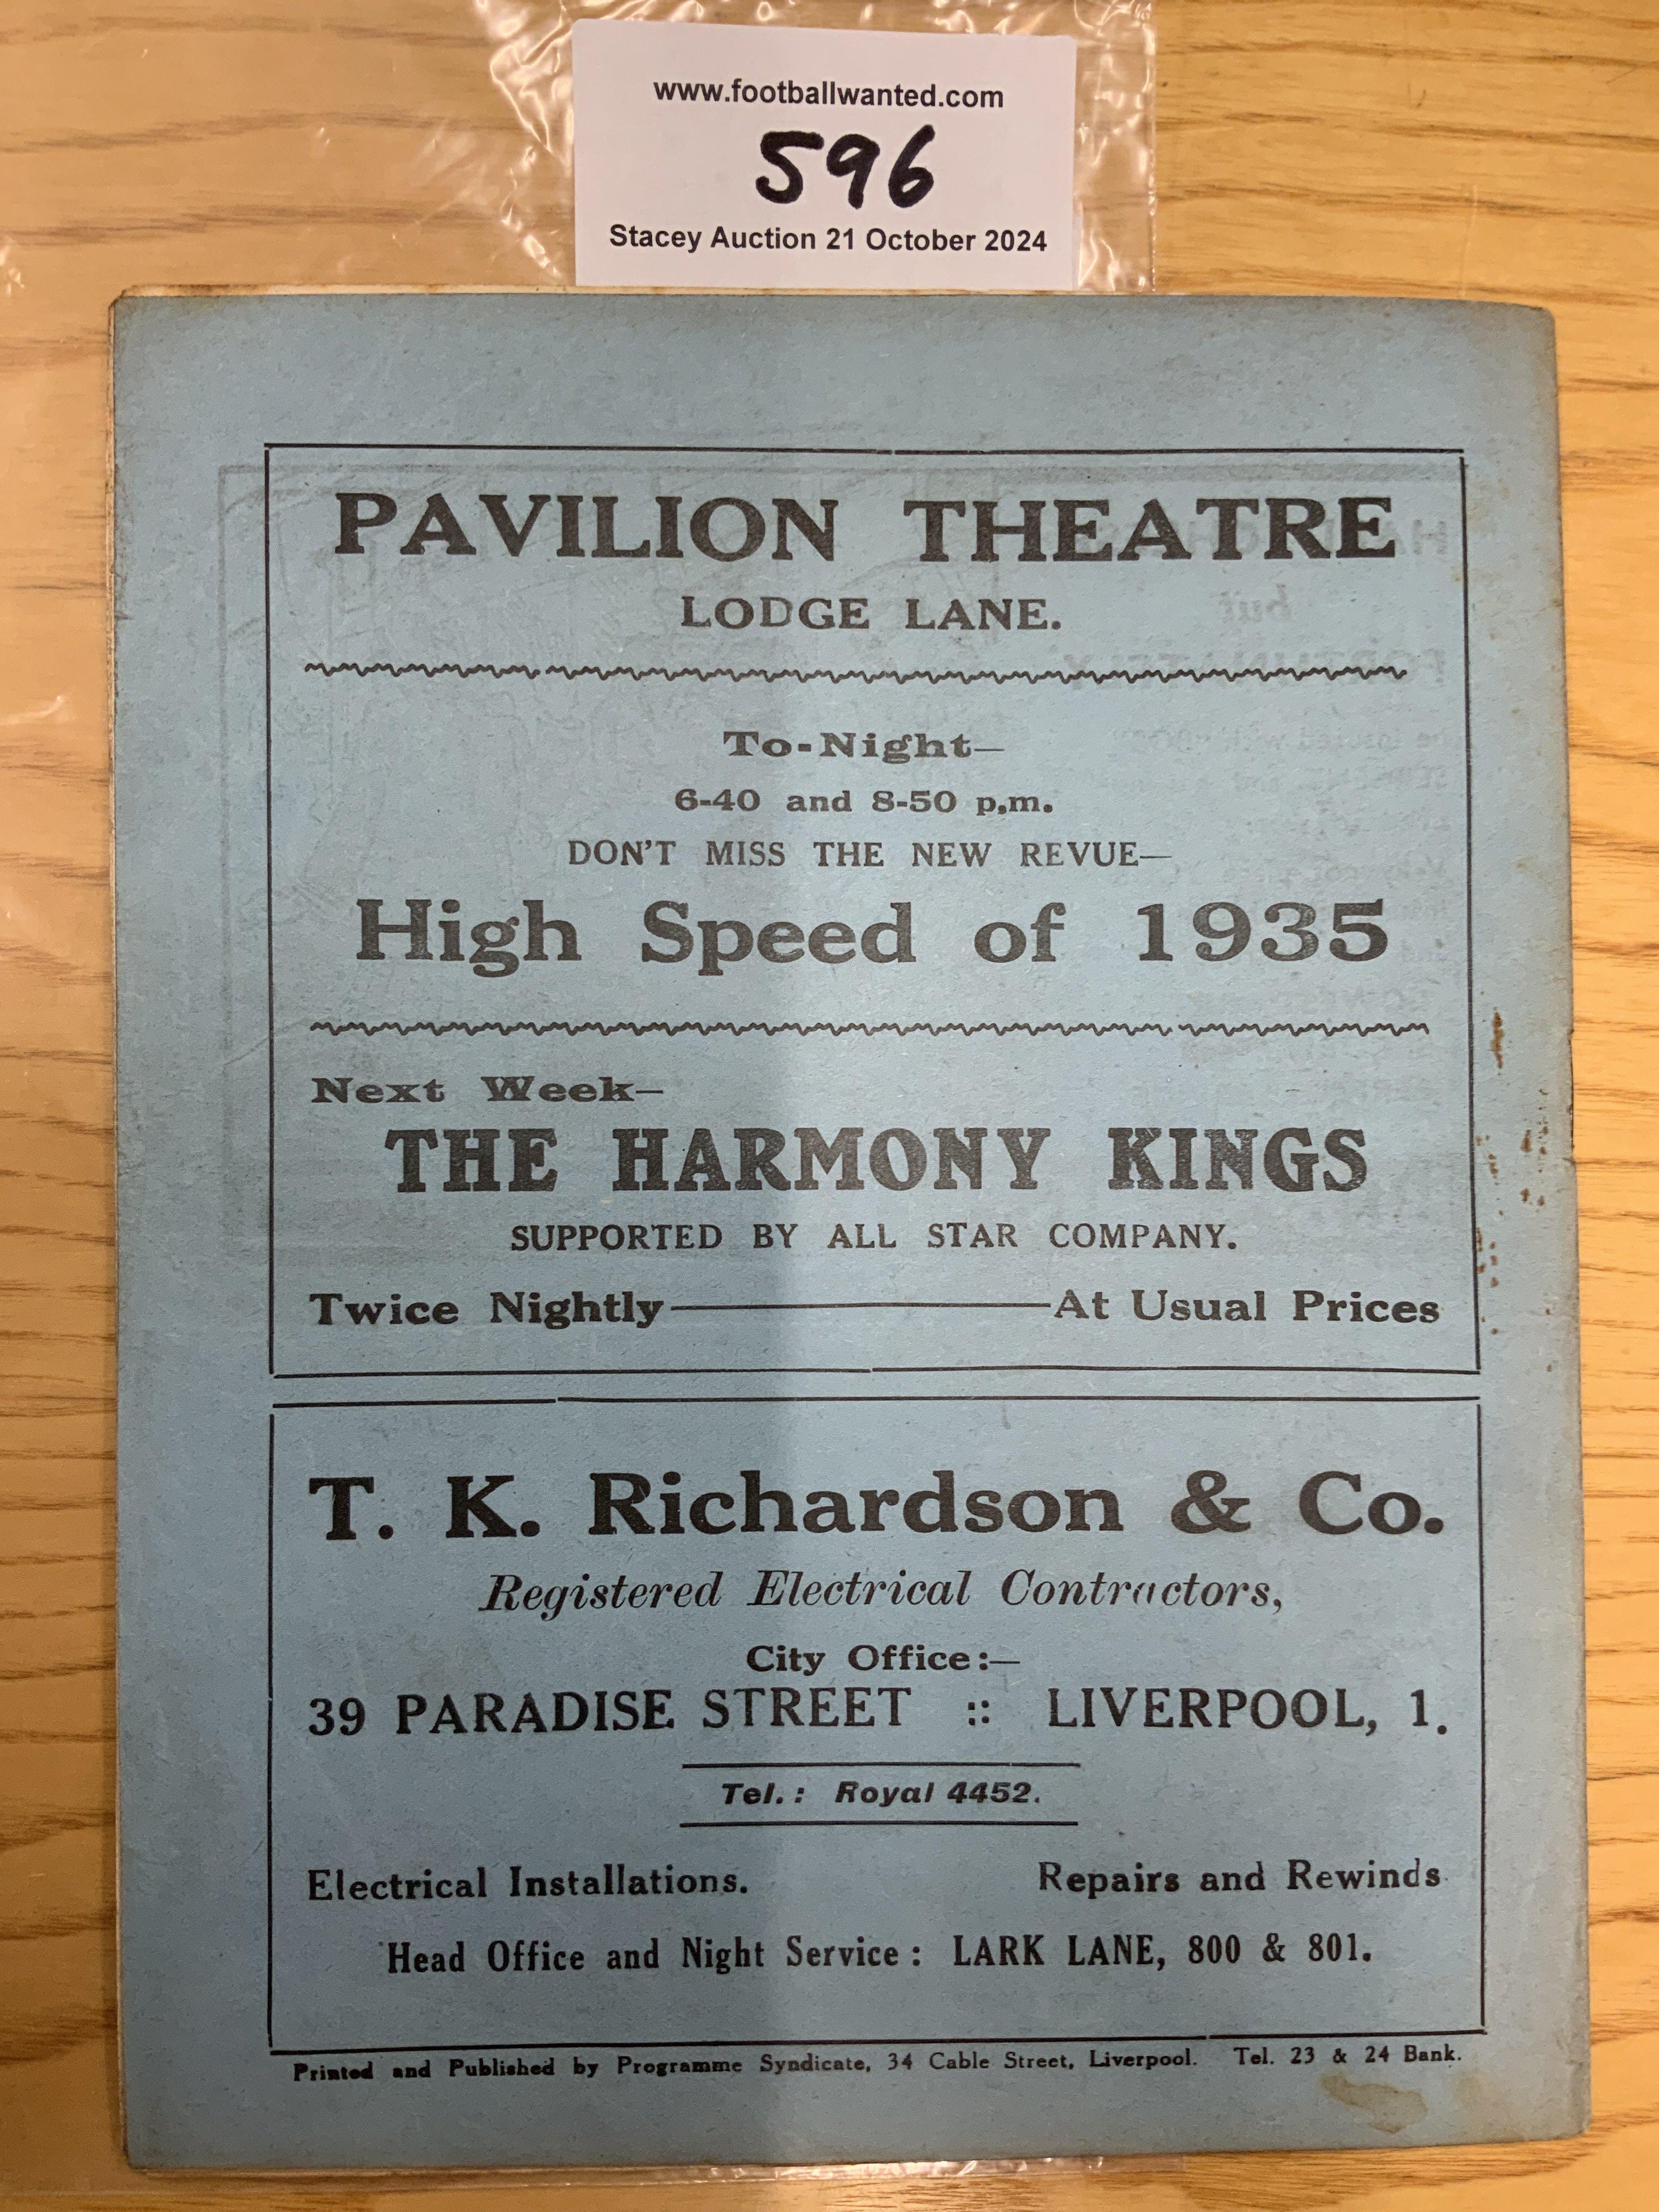 www.footballwanted.com
596
Stacey Auction 21 October 2024
PAVILION THEATRE
LODGE LANE.
To-Night—
6-40 and 8-50 p.m.
DON'T MISS THE NEW REVUE—
High Speed of 1935
Next Week—
THE HARMONY KINGS
SUPPORTED BY ALL STAR COMPANY.
Twice Nightly——At Usual Prices
T. K. Richardson & Co.
Registered Electrical Contractors,
City Office:—
39 PARADISE STREET :: LIVERPOOL, 1.
Tel.: Royal 4452.
Electrical Installations. Repairs and Rewinds
Head Office and Night Service: LARK LANE, 800 & 801.
Printed and Published by Programme Syndicate, 34 Cable Street, Liverpool. Tel. 23 & 24 Bank.